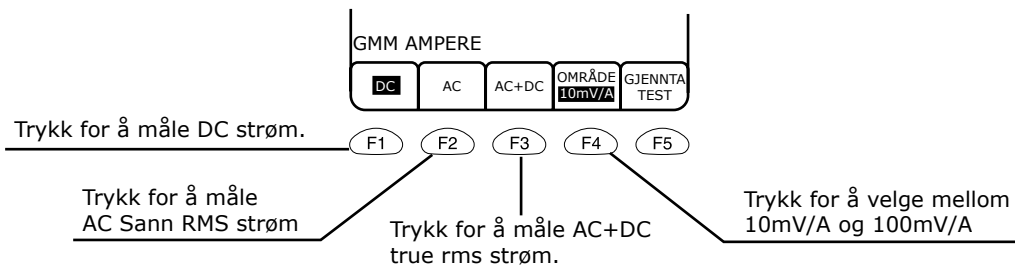 GMM AMPERE
DC
AC
AC+DC
OMRÅDE
10mV/A
GJENNTA
TEST
Trykk for å måle DC strøm.
F1
F2
F3
F4
F5
Trykk for å måle
AC Sann RMS strøm
Trykk for å måle AC+DC
true rms strøm.
Trykk for å velge mellom
10mV/A og 100mV/A